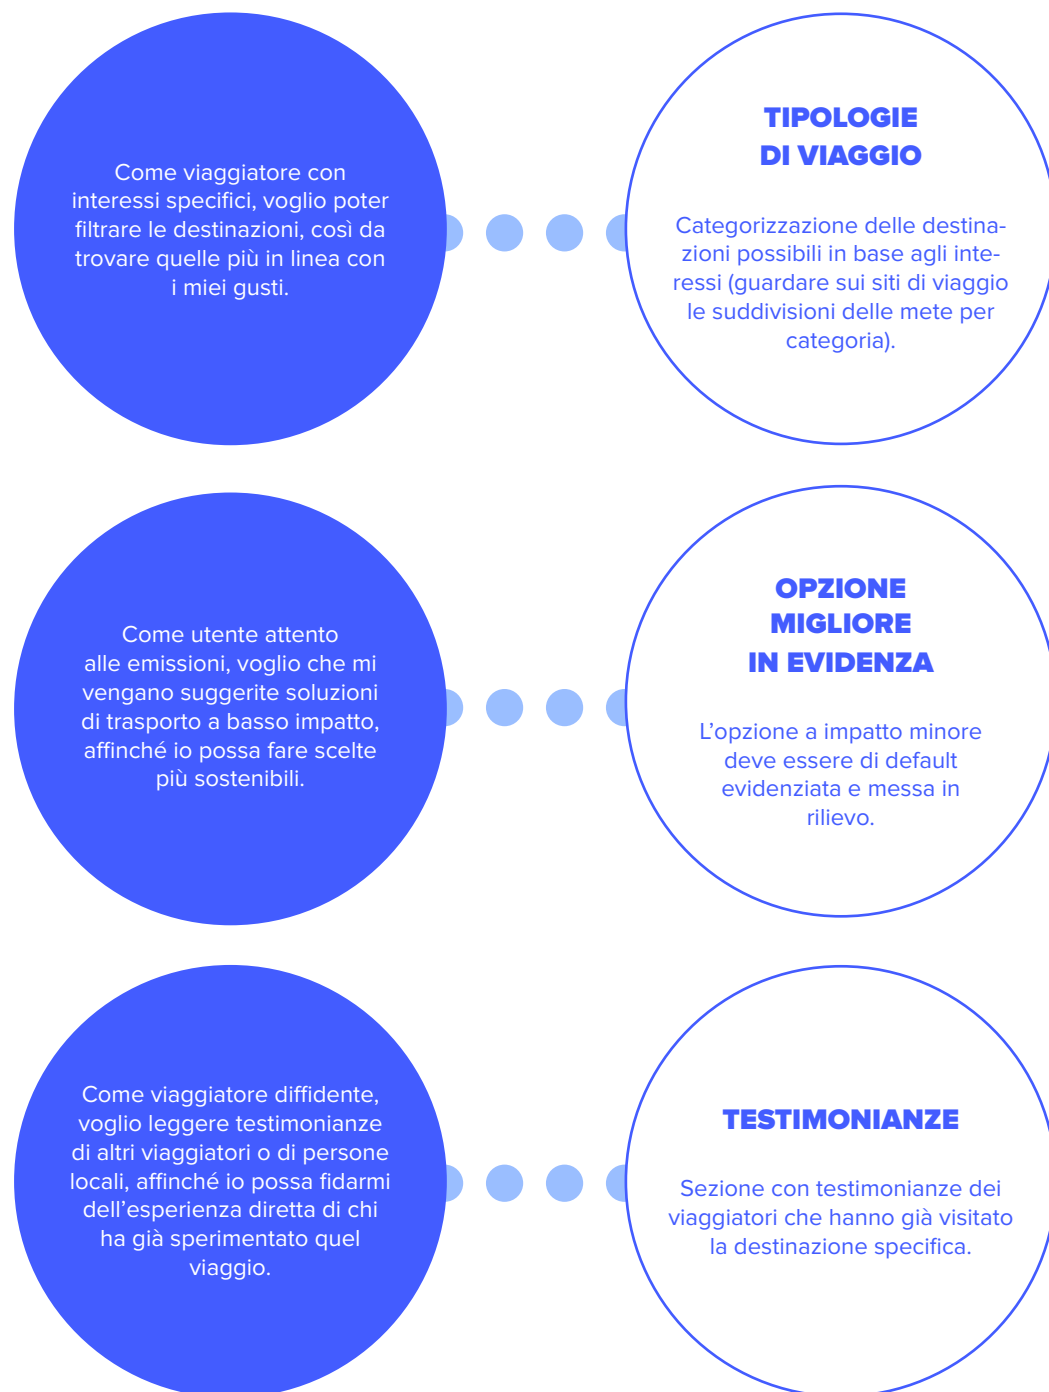 Come viaggiatore con
interessi specifici, voglio poter
filtrare le destinazioni, così da
trovare quelle più in linea con
i miei gusti.
TIPOLOGIE
DI VIAGGIO
Categorizzazione delle destina-
zioni possibili in base agli inte-
ressi (guardare sui siti di viaggio
le suddivisioni delle mete per
categoria).
Come utente attento
alle emissioni, voglio che mi
vengano suggerite soluzioni
di trasporto a basso impatto,
affinché io possa fare scelte
più sostenibili.
OPZIONE
MIGLIORE
IN EVIDENZA
L’opzione a impatto minore
deve essere di default
evidenziata e messa in
rilievo.
Come viaggiatore diffidente,
voglio leggere testimonianze
di altri viaggiatori o di persone
locali, affinché io possa fidarmi
dell’esperienza diretta di chi
ha già sperimentato quel
viaggio.
TESTIMONIANZE
Sezione con testimonianze dei
viaggiatori che hanno già visitato
la destinazione specifica.